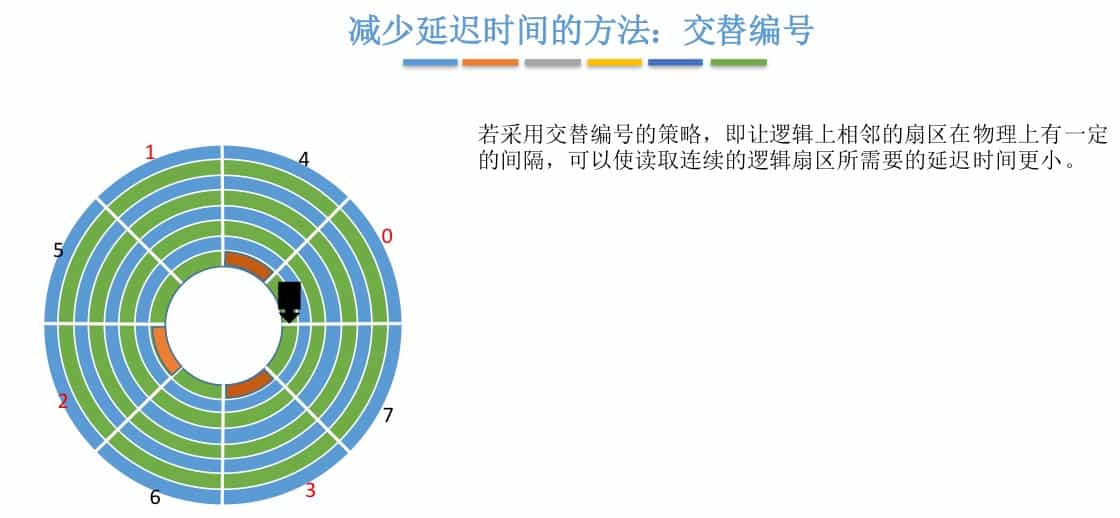 减少延迟时间的方法：交替编号
若采用交替编号的策略，即让逻辑上相邻的扇区在物理上有一定
的间隔，可以使读取连续的逻辑扇区所需要的延迟时间更小。
1
4
5
0
2
7
6
3